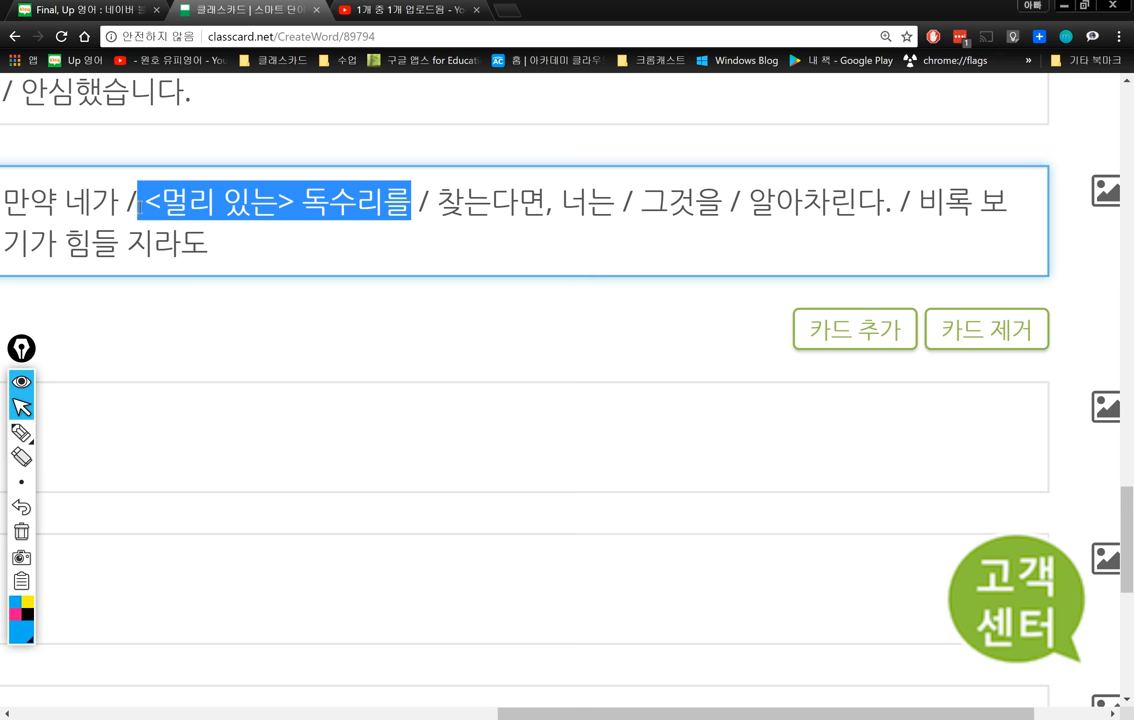 Final, Up 영어 : 네이버 블
클래스카드 | 스마트 단어
1개 중 1개 업로드됨 - Yo
아빠
안전하지 않음
classcard.net/CreateWord/89794
앱
Up 영어
- 원호 유피영어 - You
클래스카드
수업
구글 앱스 for Educati
홈 | 아카데미 클라우
크롬캐스트
Windows Blog
내 책 - Google Play
chrome://flags
»
기타 북마크
/ 안심했습니다.
만약 네가 / <멀리 있는> 독수리를 / 찾는다면, 너는 / 그것을 / 알아차린다. / 비록 보
기가 힘들 지라도
카드 추가
카드 제거
고객
센터